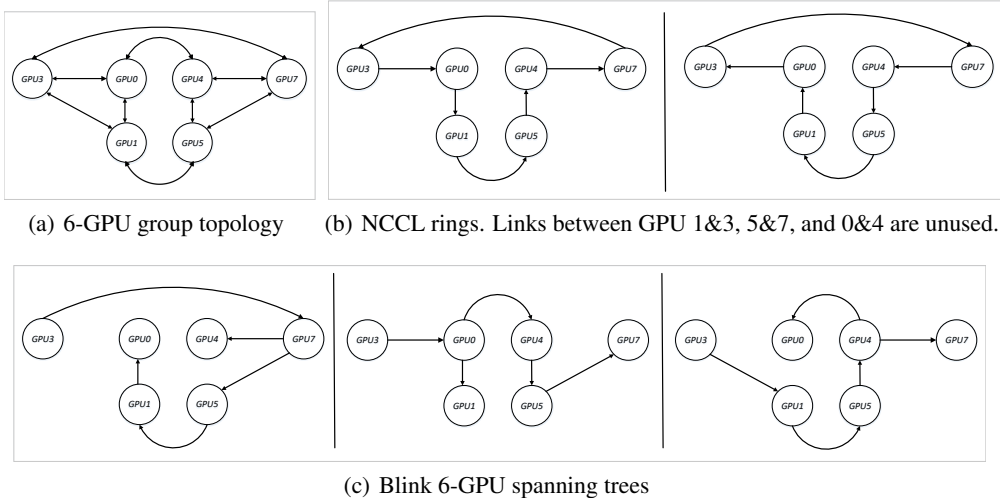 GPU3 GPU0 GPU4 GPU7
GPU1 GPU5
(a) 6-GPU group topology
GPU3 GPU0 GPU4 GPU7 GPU3 GPU0 GPU4 GPU7
GPU1 GPU5 GPU1 GPU5
(b) NCCL rings. Links between GPU 1&3, 5&7, and 0&4 are unused.
GPU3 GPU0 GPU4 GPU7 GPU3 GPU0 GPU4 GPU7 GPU3 GPU0 GPU4 GPU7
GPU1 GPU5 GPU1 GPU5 GPU1 GPU5
(c) Blink 6-GPU spanning trees